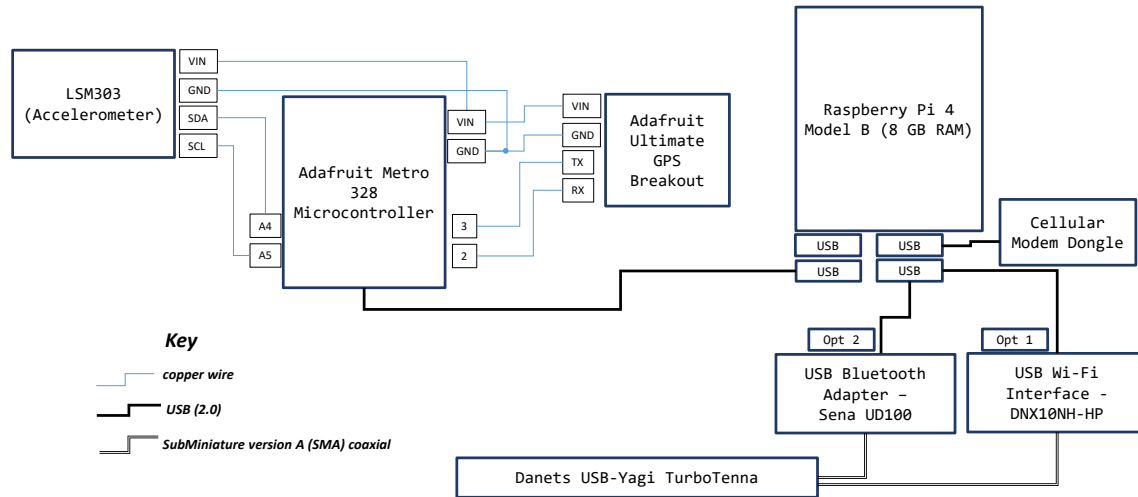 LSM303
(Accelerometer)
VIN
GND
SDA
SCL
Adafruit Metro
328
Microcontroller
VIN
GND
A4
A5
3
2
VIN
GND
TX
RX
Adafruit
Ultimate
GPS
Breakout
Raspberry Pi 4
Model B (8 GB RAM)
USB
USB
USB
USB
Cellular
Modem Dongle
Opt 2
Opt 1
USB Bluetooth
Adapter –
Sena UD100
USB Wi-Fi
Interface -
DNX10NH-HP
Danets USB-Yagi TurboTenna
Key
copper wire
USB (2.0)
SubMiniature version A (SMA) coaxial